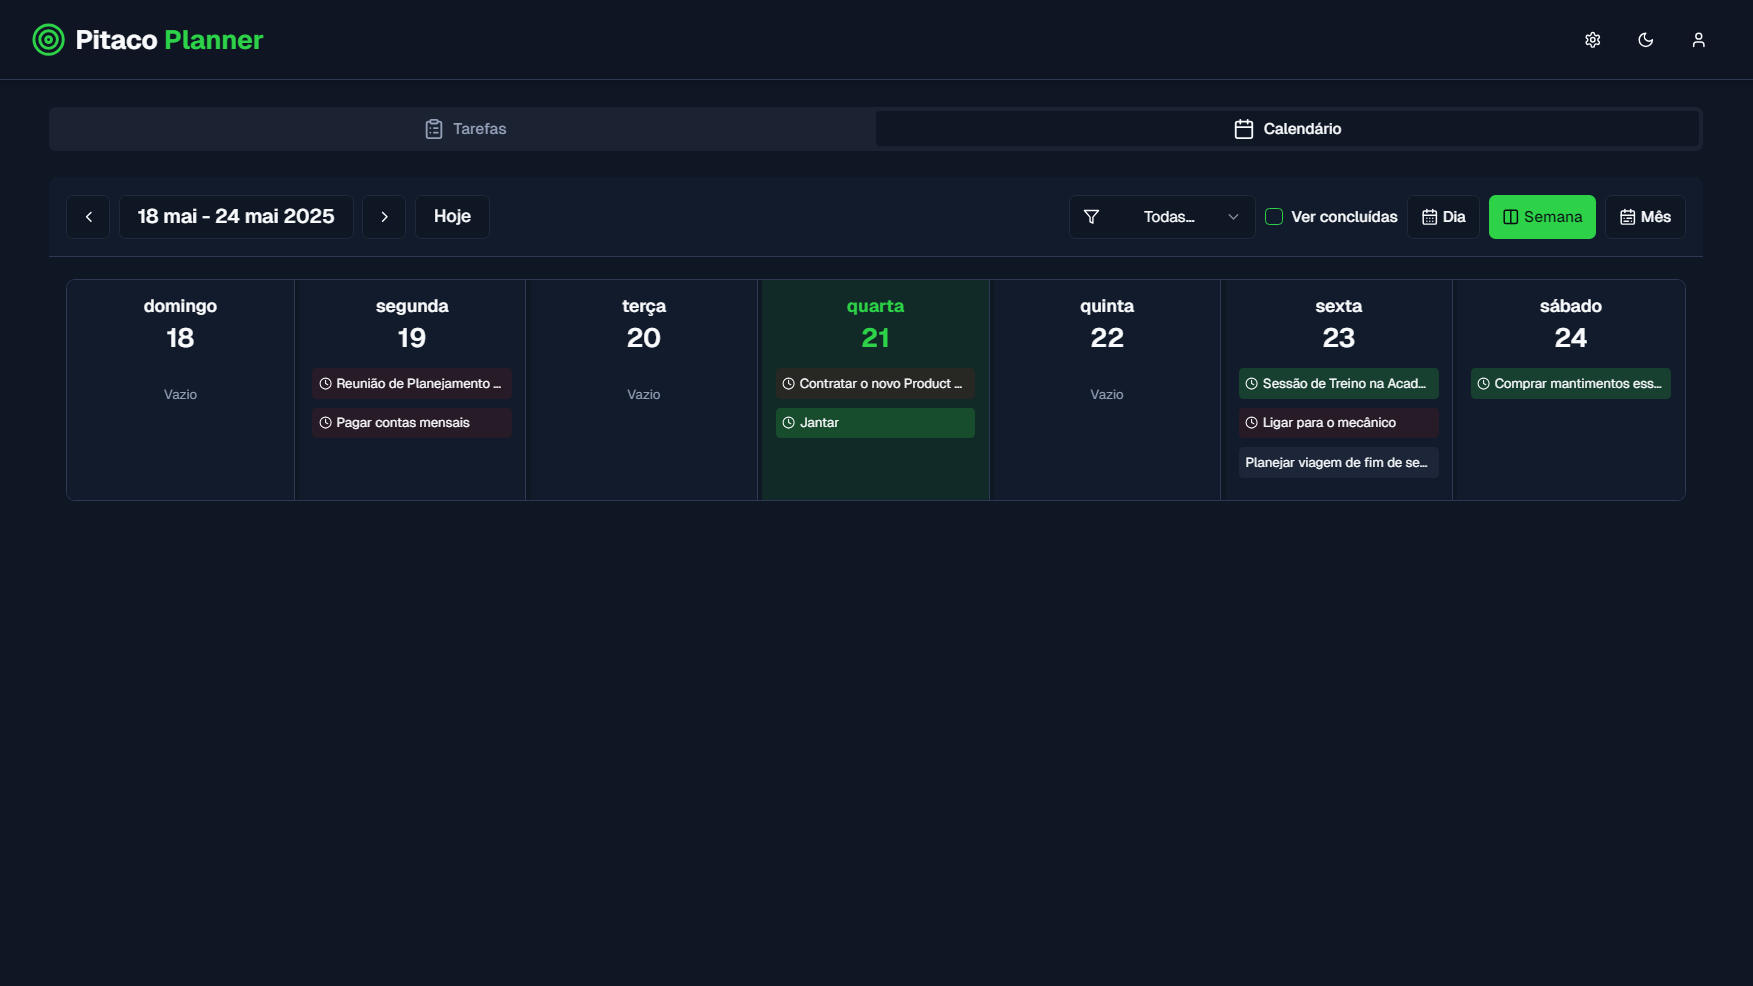 Pitaco Planner
Tarefas
Calendário
18 mai - 24 mai 2025
Hoje
Todas...
Ver concluídas
Dia
Semana
Mês
domingo
18
Vazio
segunda
19
Reunião de Planejamento ...
Pagar contas mensais
terça
20
Vazio
quarta
21
Contratar o novo Product ...
Jantar
quinta
22
Vazio
sexta
23
Sessão de Treino na Acad...
Ligar para o mecânico
Planejar viagem de fim de se...
sábado
24
Comprar mantimentos ess...